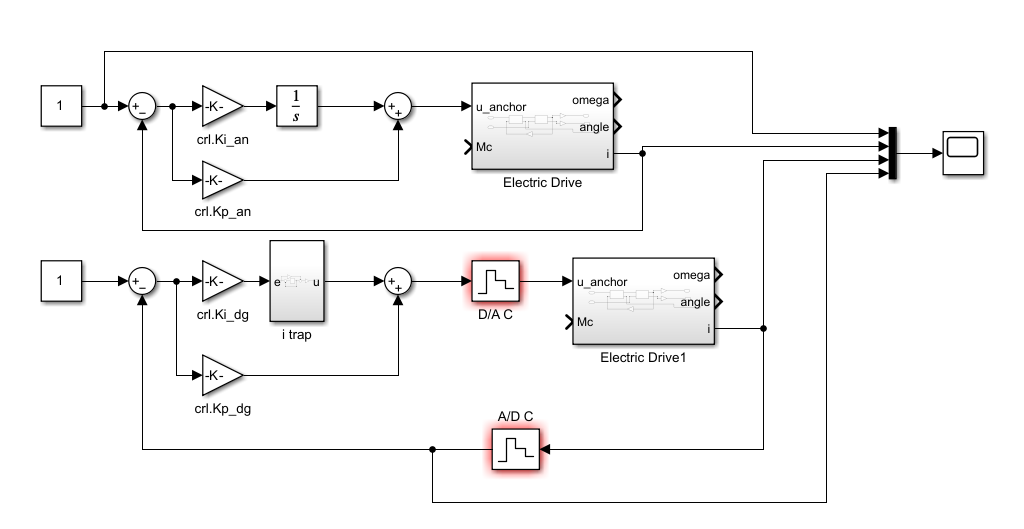 1
-K-
crl.Ki_an
1
s
-K-
crl.Kp_an
u_anchor
Mc
omega
angle
i
Electric Drive
1
-K-
crl.Ki_dg
e
u
i trap
-K-
crl.Kp_dg
D/A C
u_anchor
Mc
omega
angle
i
Electric Drive1
A/D C